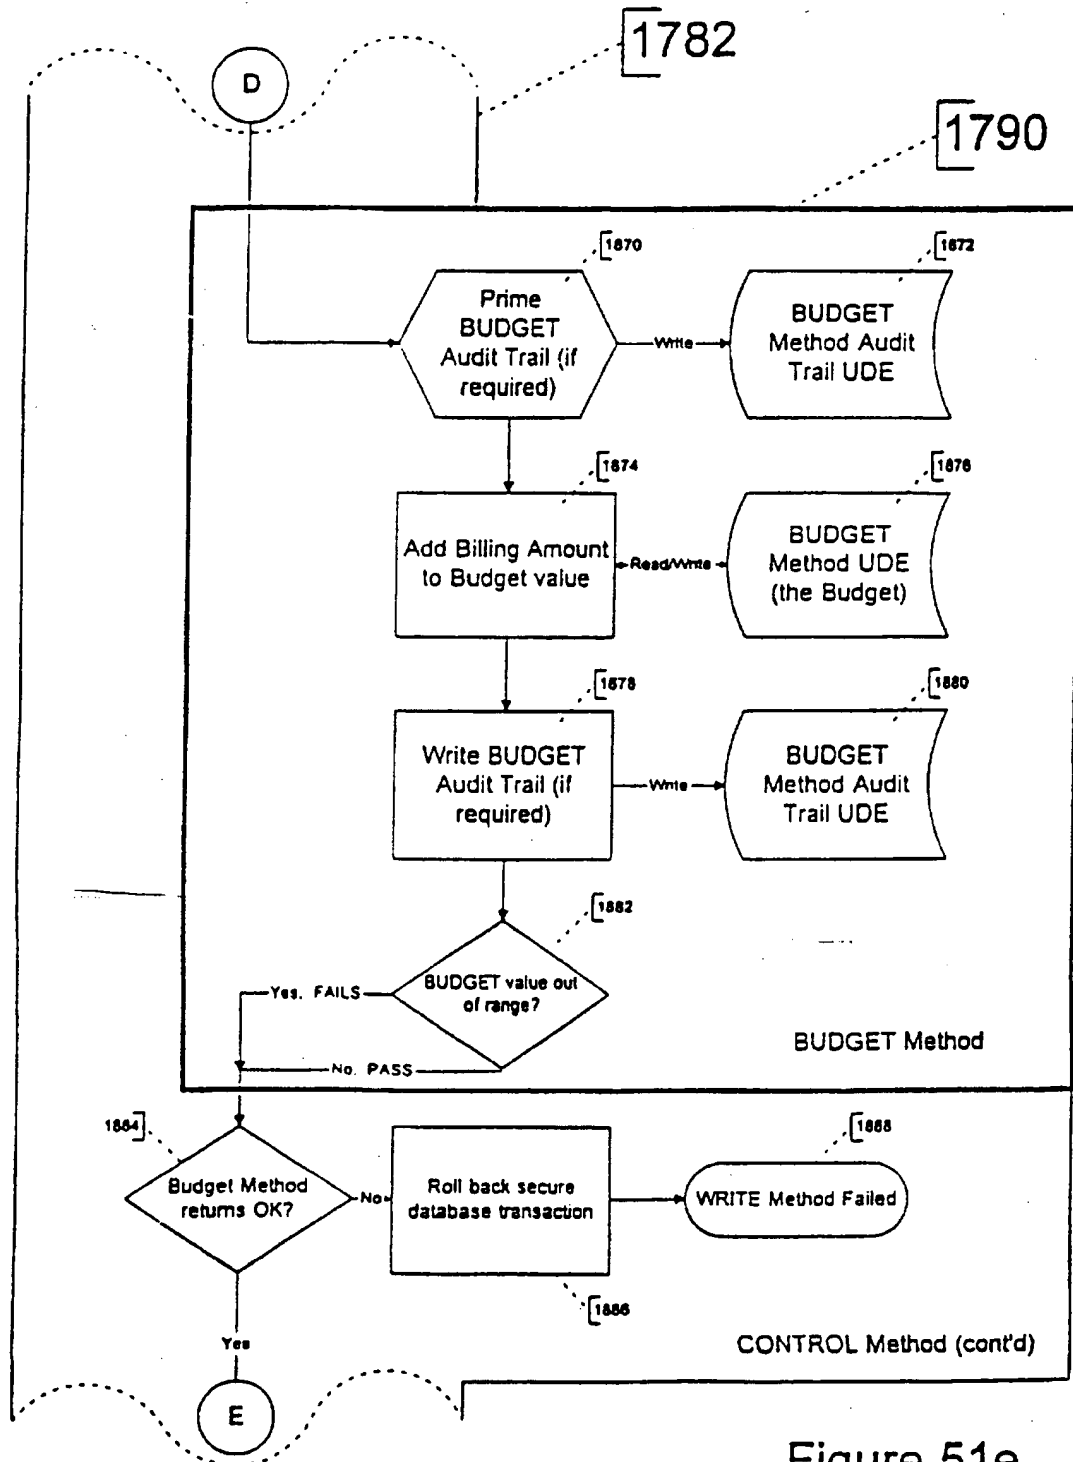 1782
D
1790
1870
1872
Prime
BUDGET
Audit Trail (if
required)
Write
BUDGET
Method Audit
Trail UDE
1874
1876
Add Billing Amount
to Budget value
Read/Write
BUDGET
Method UDE
(the Budget)
1878
1880
Write BUDGET
Audit Trail (if
required)
Write
BUDGET
Method Audit
Trail UDE
1882
BUDGET value out
of range?
Yes, FAILS
BUDGET Method
No, PASS
1884
1888
Budget Method
returns OK?
No
Roll back secure
database transaction
WRITE Method Failed
1886
Yes
CONTROL Method (cont'd)
E
Figure 51e